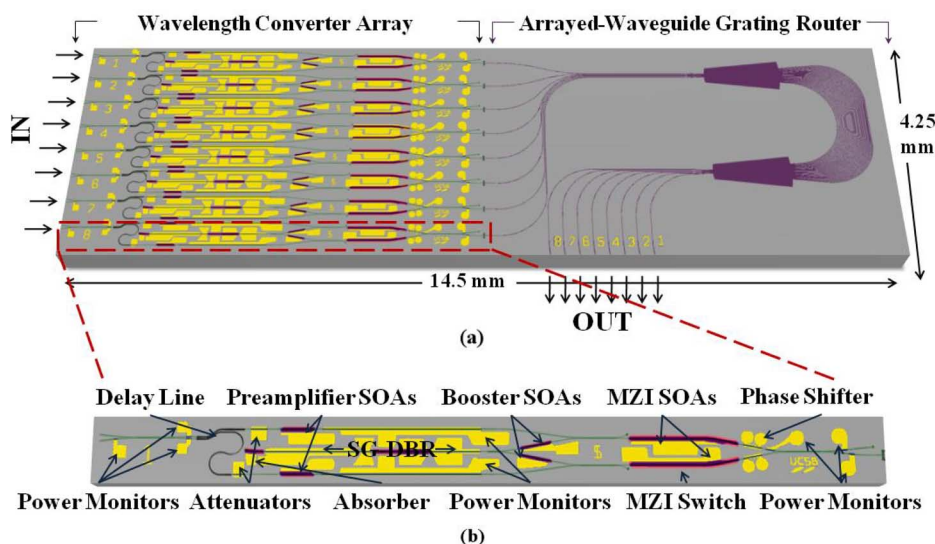 Wavelength Converter Array
Arrayed-Waveguide Grating Router
IN
1
2
3
4
5
6
7
8
4.25
mm
8 7 6 5 4 3 2 1
14.5 mm
OUT
(a)
Delay Line Preamplifier SOAs Booster SOAs MZI SOAs Phase Shifter
SG-DBR
UCSB
Power Monitors Attenuators Absorber Power Monitors MZI Switch Power Monitors
(b)